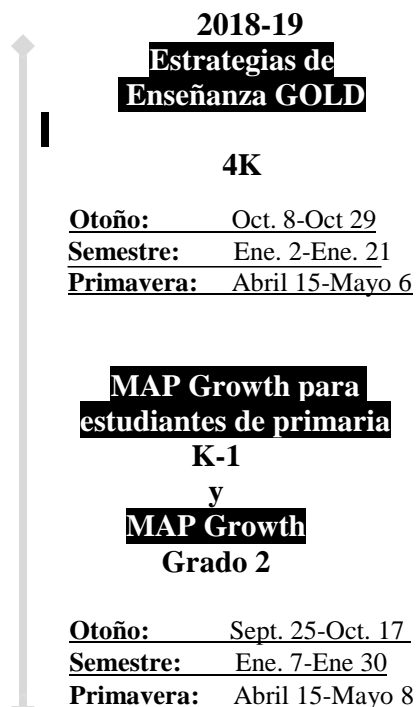 2018-19
Estrategias de
Enseñanza GOLD
4K
Otoño: Oct. 8-Oct 29
Semestre: Ene. 2-Ene. 21
Primavera: Abril 15-Mayo 6
MAP Growth para
estudiantes de primaria
K-1
y
MAP Growth
Grado 2
Otoño: Sept. 25-Oct. 17
Semestre: Ene. 7-Ene 30
Primavera: Abril 15-Mayo 8